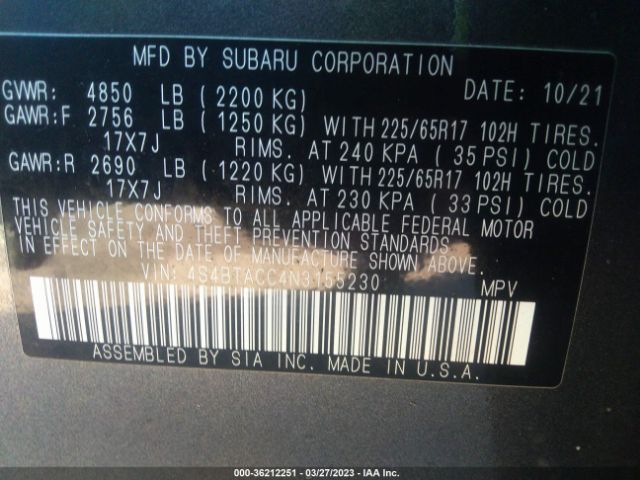 MFD BY SUBARU CORPORATION
GVWR: 4850 LB ( 2200 KG) DATE: 10/21
GAWR:F 2756 LB ( 1250 KG) WITH 225/65R17 102H TIRES.
17X7J RIMS. AT 240 KPA ( 35 PSI) COLD
GAWR:R 2690 LB ( 1220 KG) WITH 225/65R17 102H TIRES.
17X7J RIMS. AT 230 KPA ( 33 PSI) COLD
THIS VEHICLE CONFORMS TO ALL APPLICABLE FEDERAL MOTOR
VEHICLE SAFETY AND THEFT PREVENTION STANDARDS
IN EFFECT ON THE DATE OF MANUFACTURE SHOWN ABOVE.
VIN: 4S4BTACC4N3155230 MPV
ASSEMBLED BY SIA INC. MADE IN U.S.A.
000-36212251 - 03/27/2023 - IAA Inc.